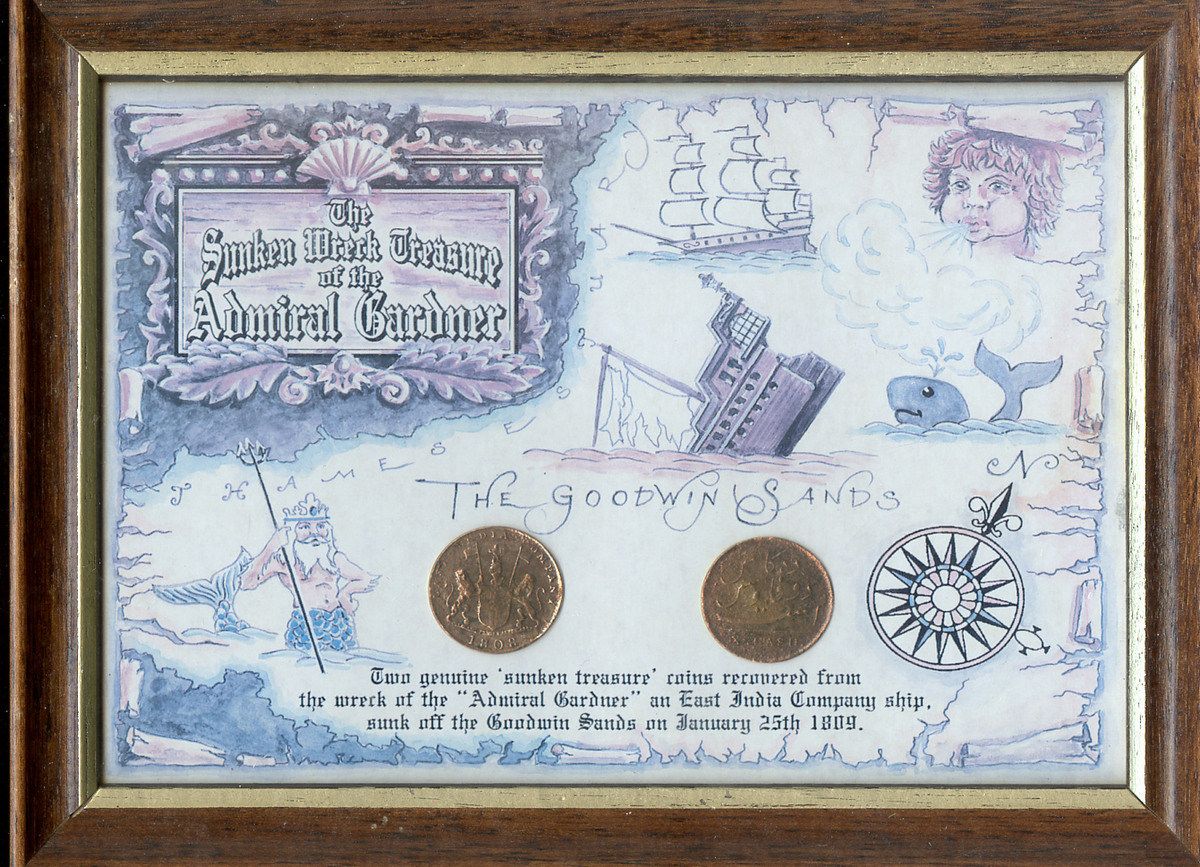 The
Sunken Wreck Treasure
of the
Admiral Gardner
THAMES ESSUARY
THE GOODWIN SANDS
N
1808
Two genuine 'sunken treasure' coins recovered from
the wreck of the "Admiral Gardner" an East India Company ship,
sunk off the Goodwin Sands on January 25th 1809.